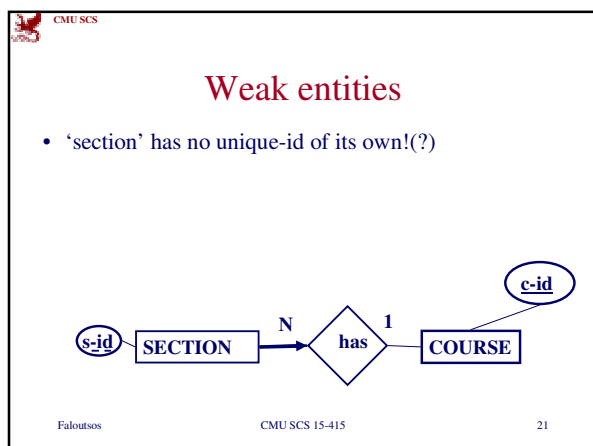 CMU SCS
Weak entities
• ‘section’ has no unique-id of its own!(?)
c-id
N
1
s-id
SECTION
has
COURSE
Faloutsos
CMU SCS 15-415
21